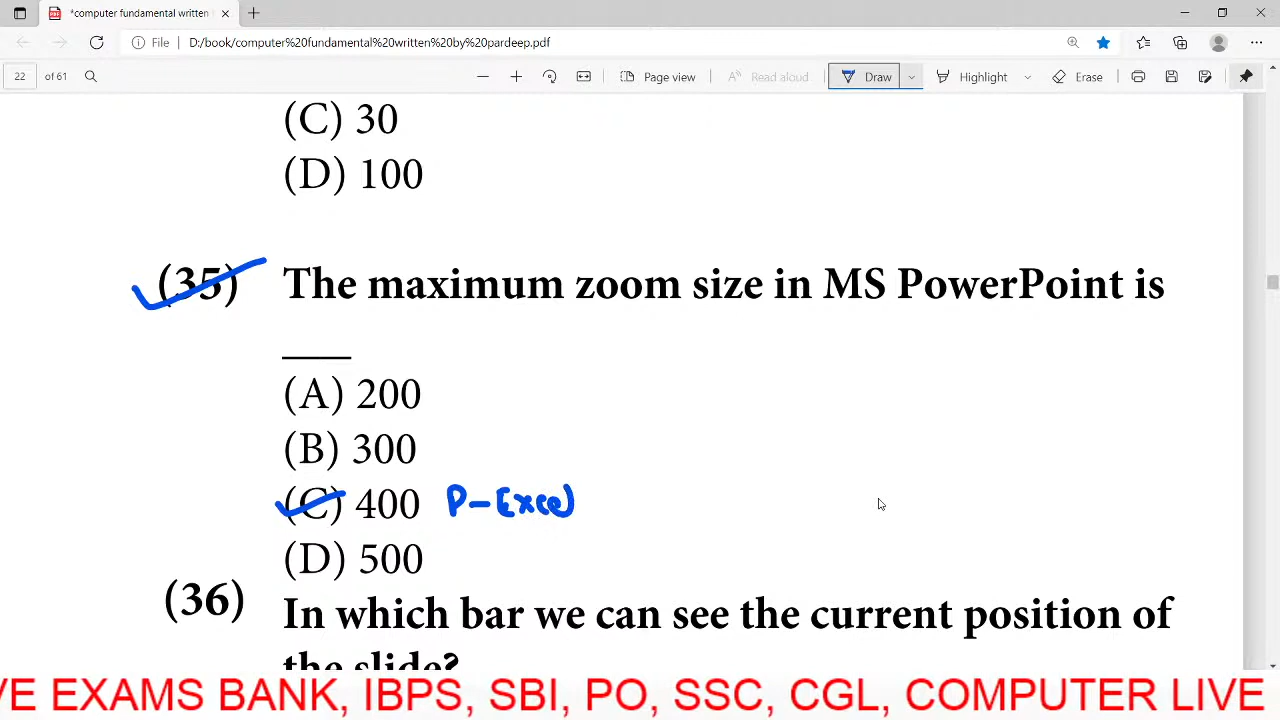 *computer fundamental written
File D:/book/computer%20fundamental%20written%20by%20pardeep.pdf
22 of 61 Page view Read aloud Draw Highlight Erase
(C) 30
(D) 100
(35) The maximum zoom size in MS PowerPoint is
____
(A) 200
(B) 300
(C) 400 P-Excel
(D) 500
(36) In which bar we can see the current position of
the slide?
VE EXAMS BANK, IBPS, SBI, PO, SSC, CGL, COMPUTER LIVE